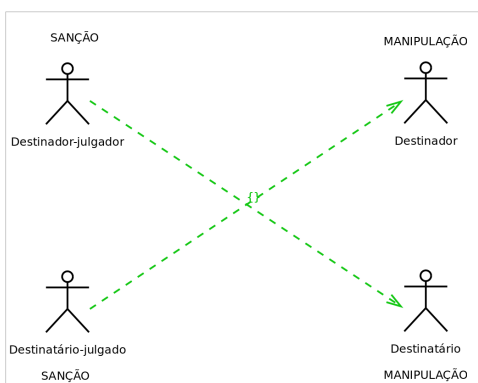 SANÇÃO
MANIPULAÇÃO
Destinador-julgador
Destinador
{}
Destinatário-julgado
Destinatário
SANÇÃO
MANIPULAÇÃO